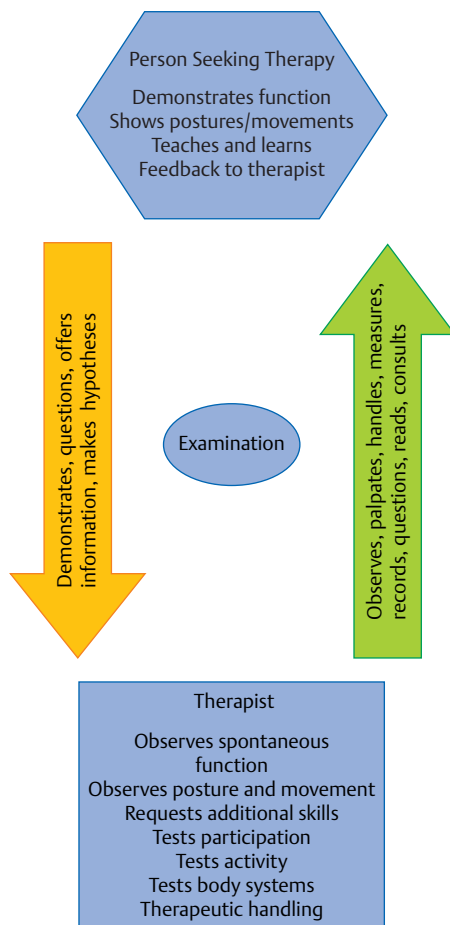 Person Seeking Therapy
Demonstrates function
Shows postures/movements
Teaches and learns
Feedback to therapist
Demonstrates, questions, offers
information, makes hypotheses
Examination
Observes, palpates, handles, measures,
records, questions, reads, consults
Therapist
Observes spontaneous
function
Observes posture and movement
Requests additional skills
Tests participation
Tests activity
Tests body systems
Therapeutic handling